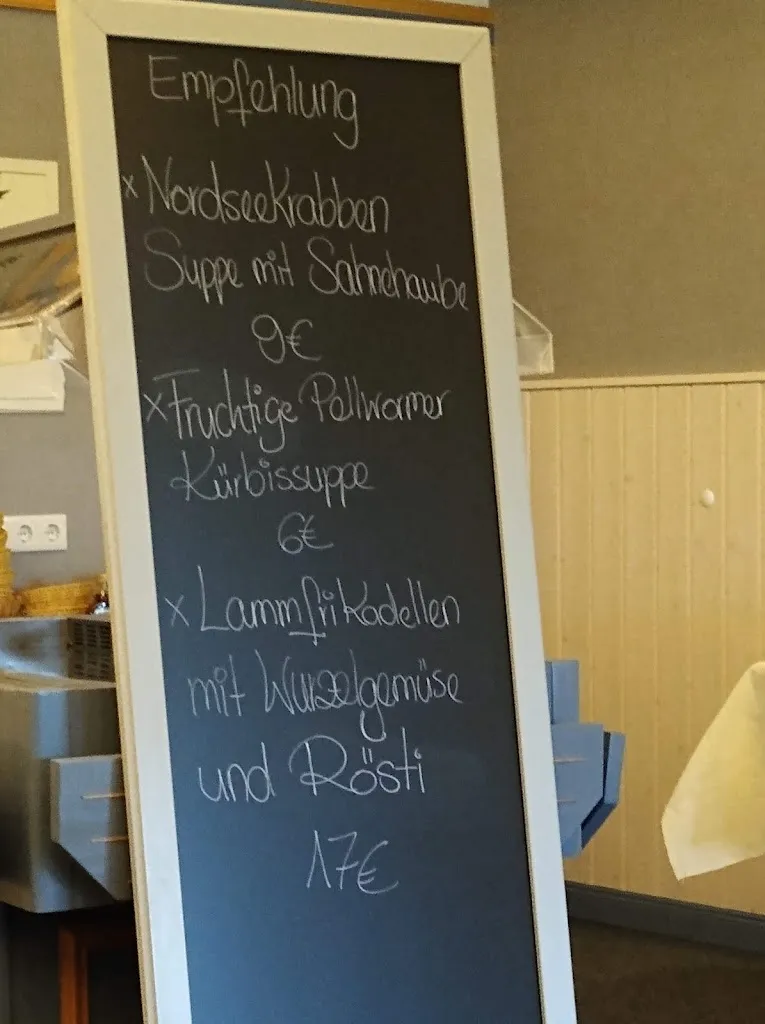 Empfehlung
x Nordseekrabben
Suppe mit Sahnehaube
9€
x Fruchtige Pellwormer
Kürbissuppe
6€
x Lammfrikadellen
mit Wurzelgemüse
und Rösti
17€